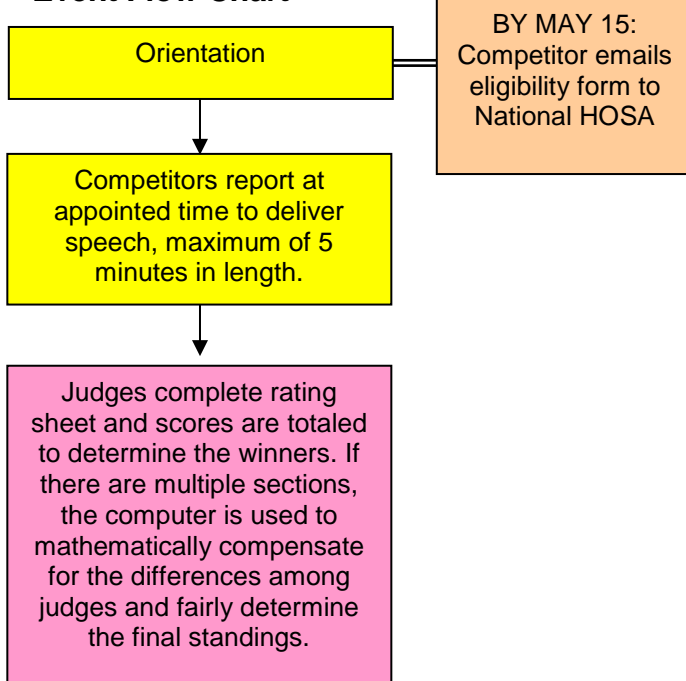 Event Flow Chart
Orientation
BY MAY 15:
Competitor emails
eligibility form to
National HOSA
Competitors report at
appointed time to deliver
speech, maximum of 5
minutes in length.
Judges complete rating
sheet and scores are totaled
to determine the winners. If
there are multiple sections,
the computer is used to
mathematically compensate
for the differences among
judges and fairly determine
the final standings.